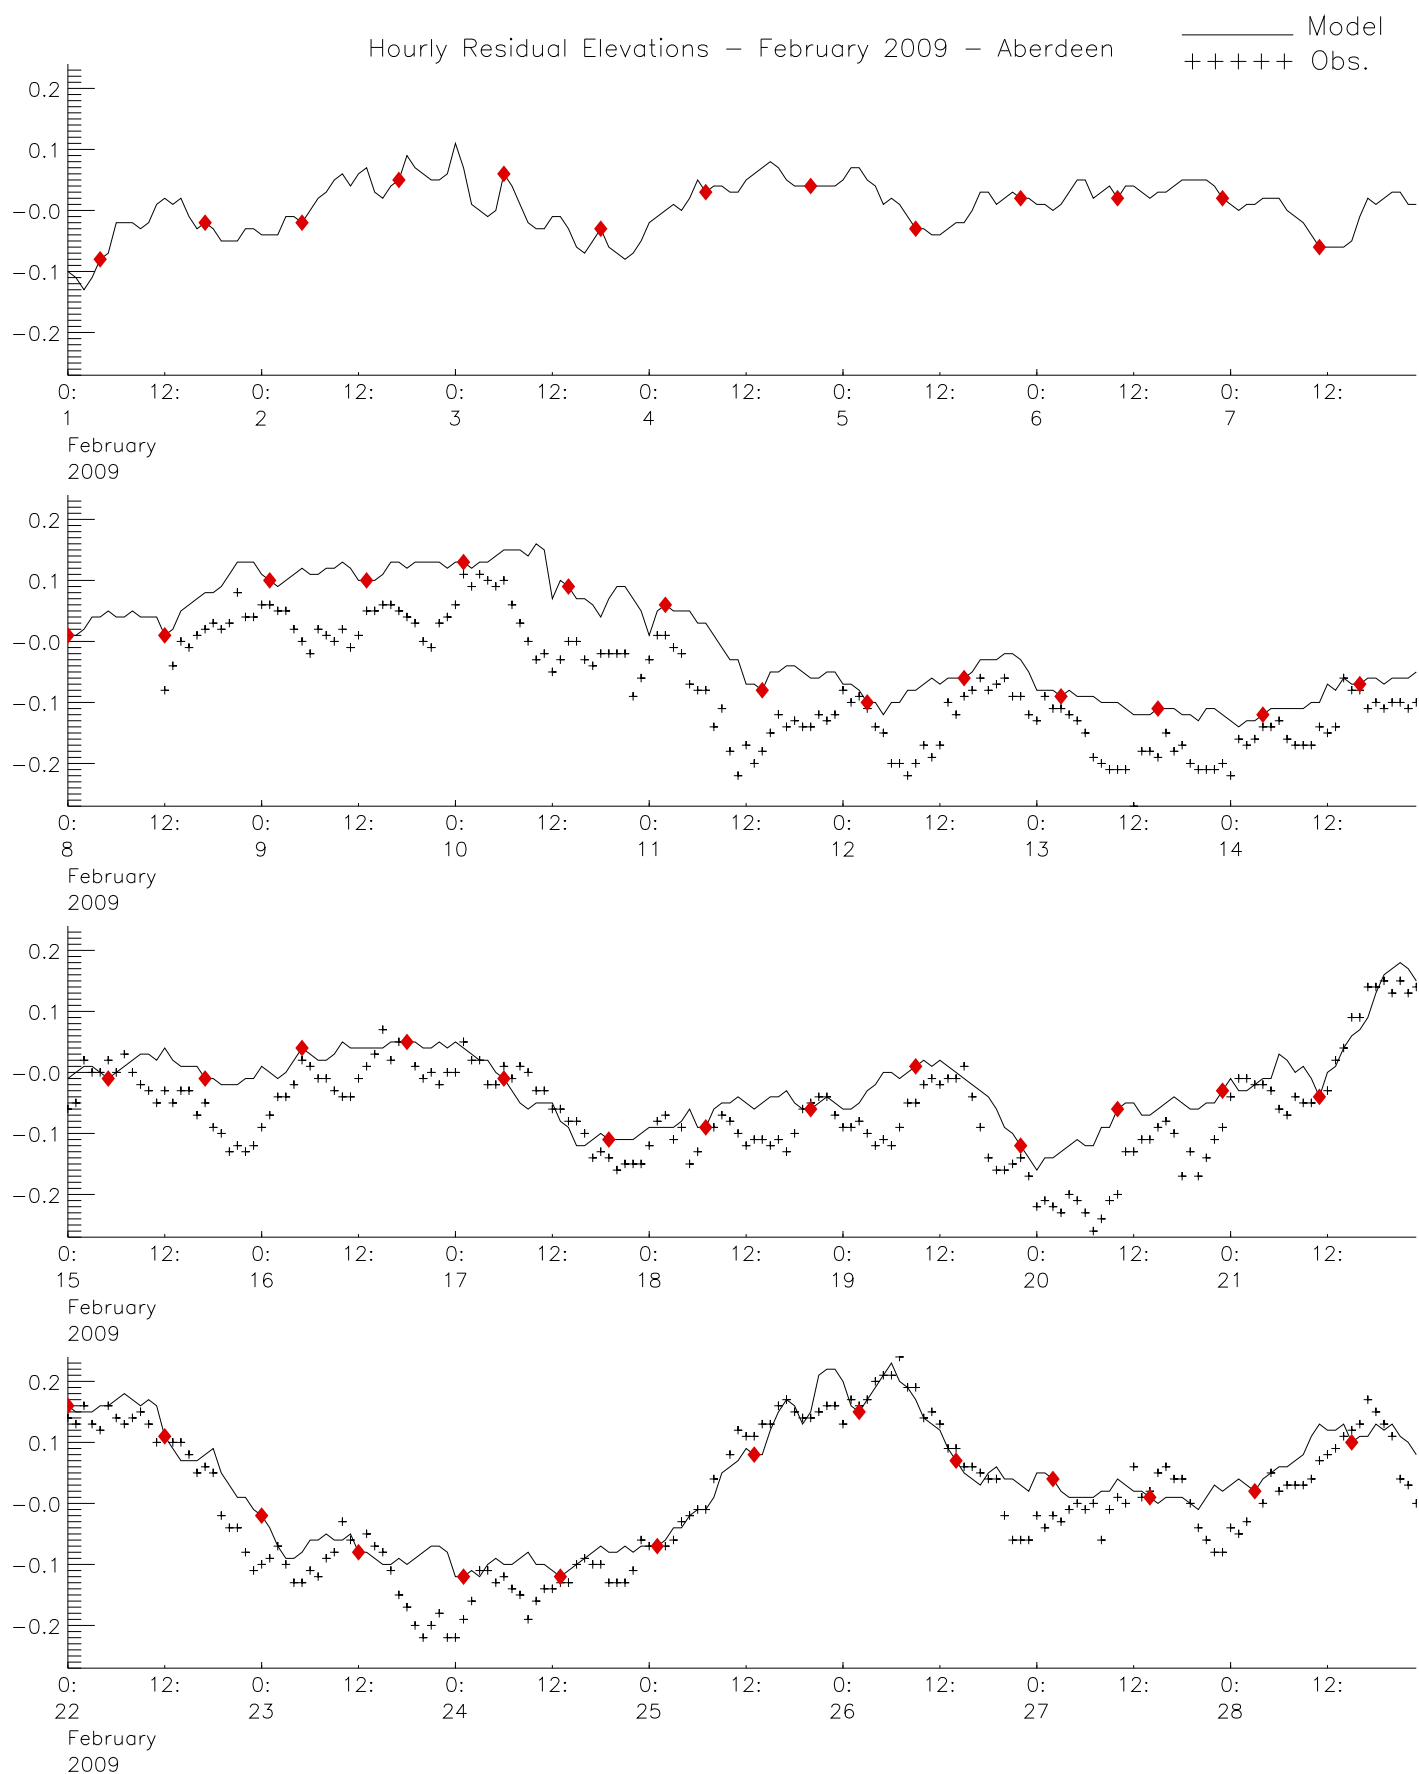 Hourly Residual Elevations – February 2009 – Aberdeen
Model
+++++ Obs.
0.2
0.1
−0.0
−0.1
−0.2
0: 12: 0: 12: 0: 12: 0: 12: 0: 12: 0: 12: 0: 12:
1 2 3 4 5 6 7
February
2009
0.2
0.1
−0.0
−0.1
−0.2
0: 12: 0: 12: 0: 12: 0: 12: 0: 12: 0: 12: 0: 12:
8 9 10 11 12 13 14
February
2009
0.2
0.1
−0.0
−0.1
−0.2
0: 12: 0: 12: 0: 12: 0: 12: 0: 12: 0: 12: 0: 12:
15 16 17 18 19 20 21
February
2009
0.2
0.1
−0.0
−0.1
−0.2
0: 12: 0: 12: 0: 12: 0: 12: 0: 12: 0: 12: 0: 12:
22 23 24 25 26 27 28
February
2009